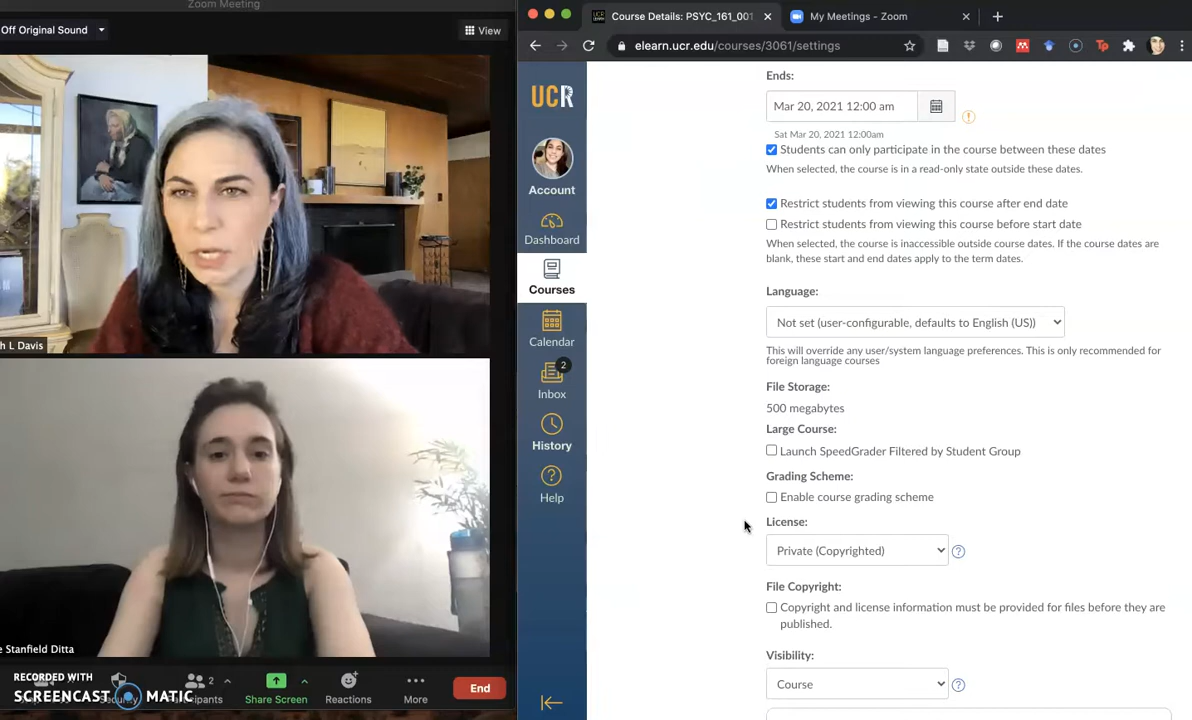 Zoom Meeting
Off Original Sound
View
h L Davis
e Stanfield Ditta
RECORDED WITH
SCREENCAST MATIC
Security
2
Share Screen
Reactions
More
End
Course Details: PSYC_161_001
My Meetings - Zoom
elearn.ucr.edu/courses/3061/settings
UCR
Account
Dashboard
Courses
Calendar
2
Inbox
History
Help
Ends:
Mar 20, 2021 12:00 am
Sat Mar 20, 2021 12:00am
Students can only participate in the course between these dates
When selected, the course is in a read-only state outside these dates.
Restrict students from viewing this course after end date
Restrict students from viewing this course before start date
When selected, the course is inaccessible outside course dates. If the course dates are
blank, these start and end dates apply to the term dates.
Language:
Not set (user-configurable, defaults to English (US))
This will override any user/system language preferences. This is only recommended for
foreign language courses
File Storage:
500 megabytes
Large Course:
Launch SpeedGrader Filtered by Student Group
Grading Scheme:
Enable course grading scheme
License:
Private (Copyrighted)
File Copyright:
Copyright and license information must be provided for files before they are
published.
Visibility:
Course